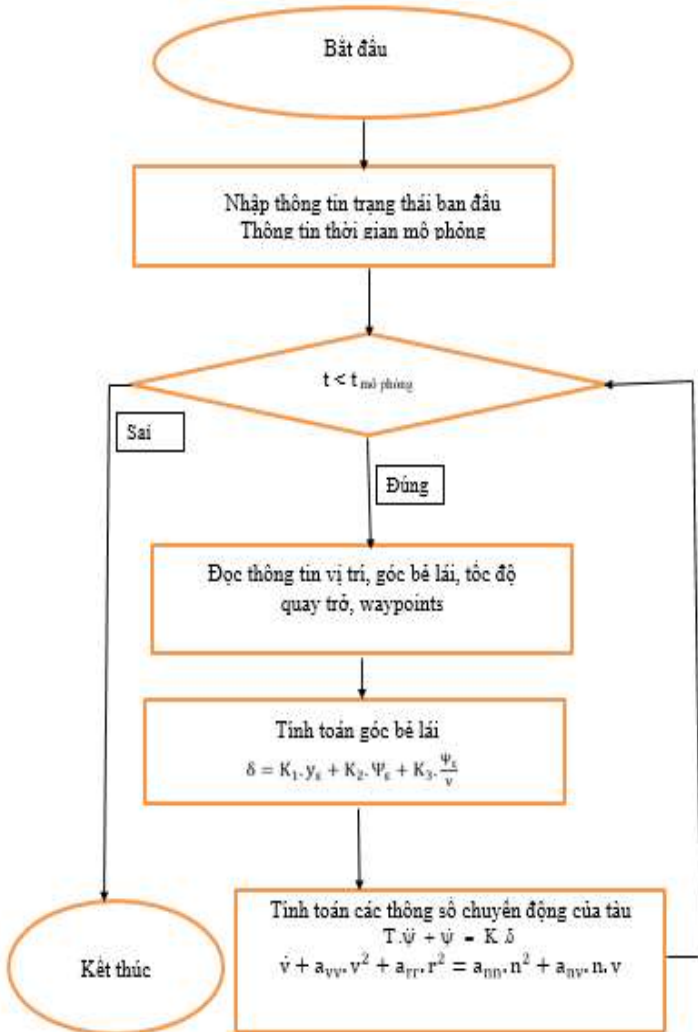 Bắt đầu
Nhập thông tin trạng thái ban đầu
Thông tin thời gian mô phỏng
t < t mô phỏng
Sai
Đúng
Đọc thông tin vị trí, góc bẻ lái, tốc độ
quay trở, waypoints
Tính toán góc bẻ lái
δ = K₁. yₑ + K₂. Ψₑ + K₃. Ψₑ/v
Tính toán các thông số chuyển động của tàu
T.ψ̈ + ψ̇ = K.δ
v̇ + aᵥᵥ. v² + aᵣᵣ. r² = aₙₙ. n² + aₙᵥ. n. v
Kết thúc